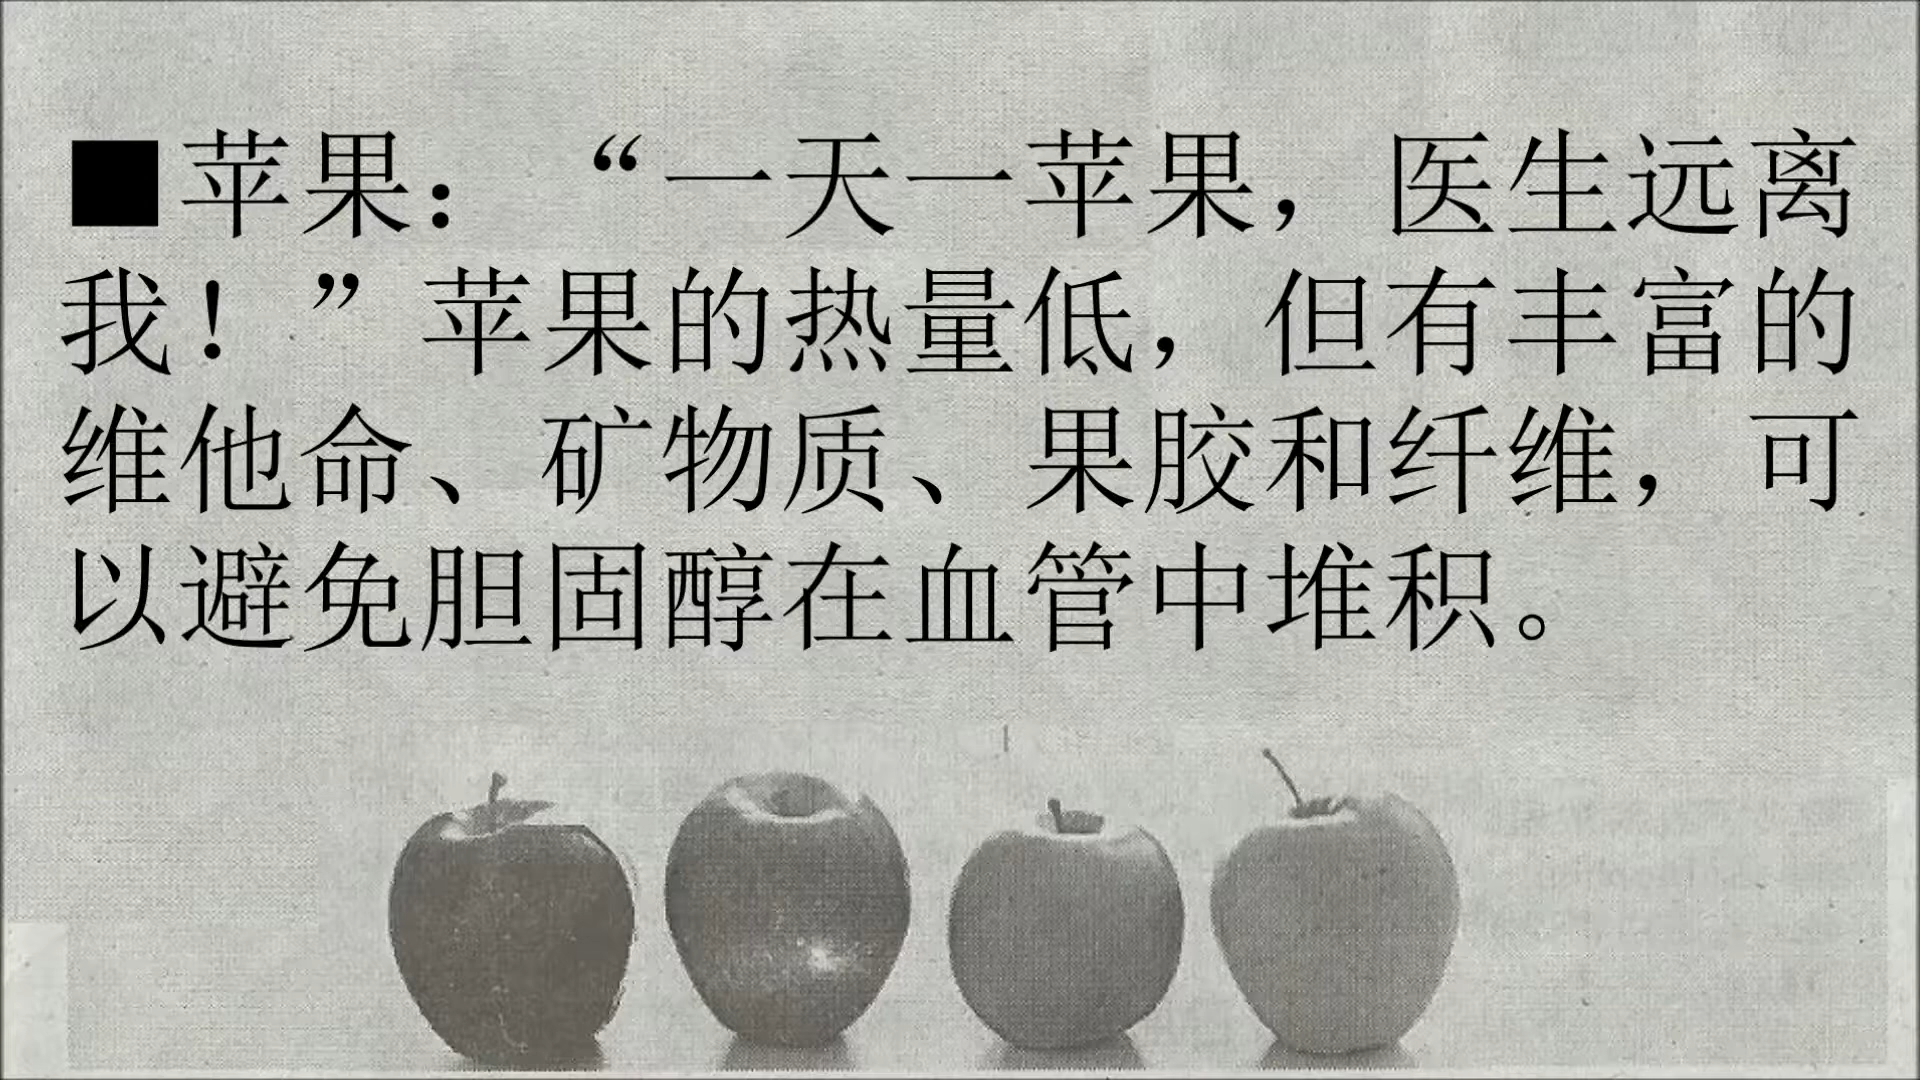 ■苹果：“一天一苹果，医生远离
我！”苹果的热量低，但有丰富的
维他命、矿物质、果胶和纤维，可
以避免胆固醇在血管中堆积。